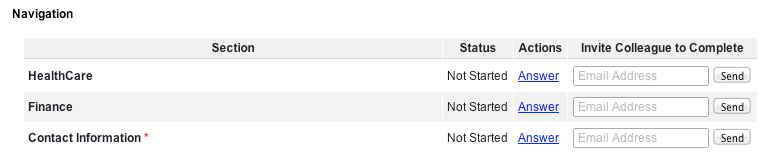 Navigation
Section Status Actions Invite Colleague to Complete
HealthCare Not Started Answer Email Address Send
Finance Not Started Answer Email Address Send
Contact Information * Not Started Answer Email Address Send